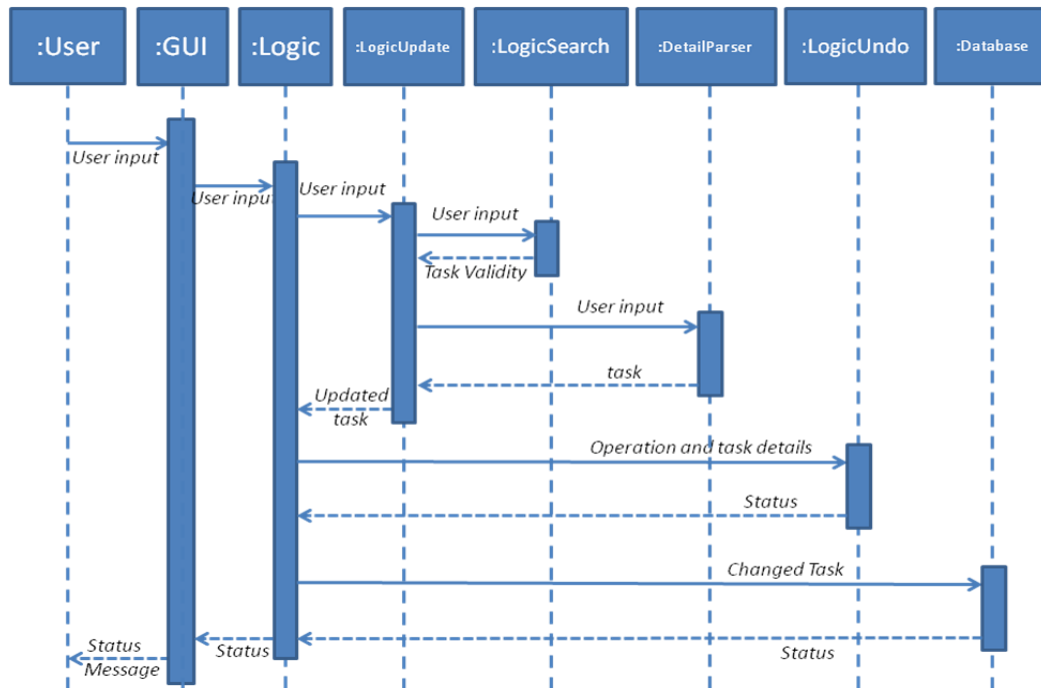 :User
:GUI
:Logic
:LogicUpdate
:LogicSearch
:DetailParser
:LogicUndo
:Database
User input
User input
User input
User input
Task Validity
User input
task
Updated
task
Operation and task details
Status
Changed Task
Status
Status
Status
Message